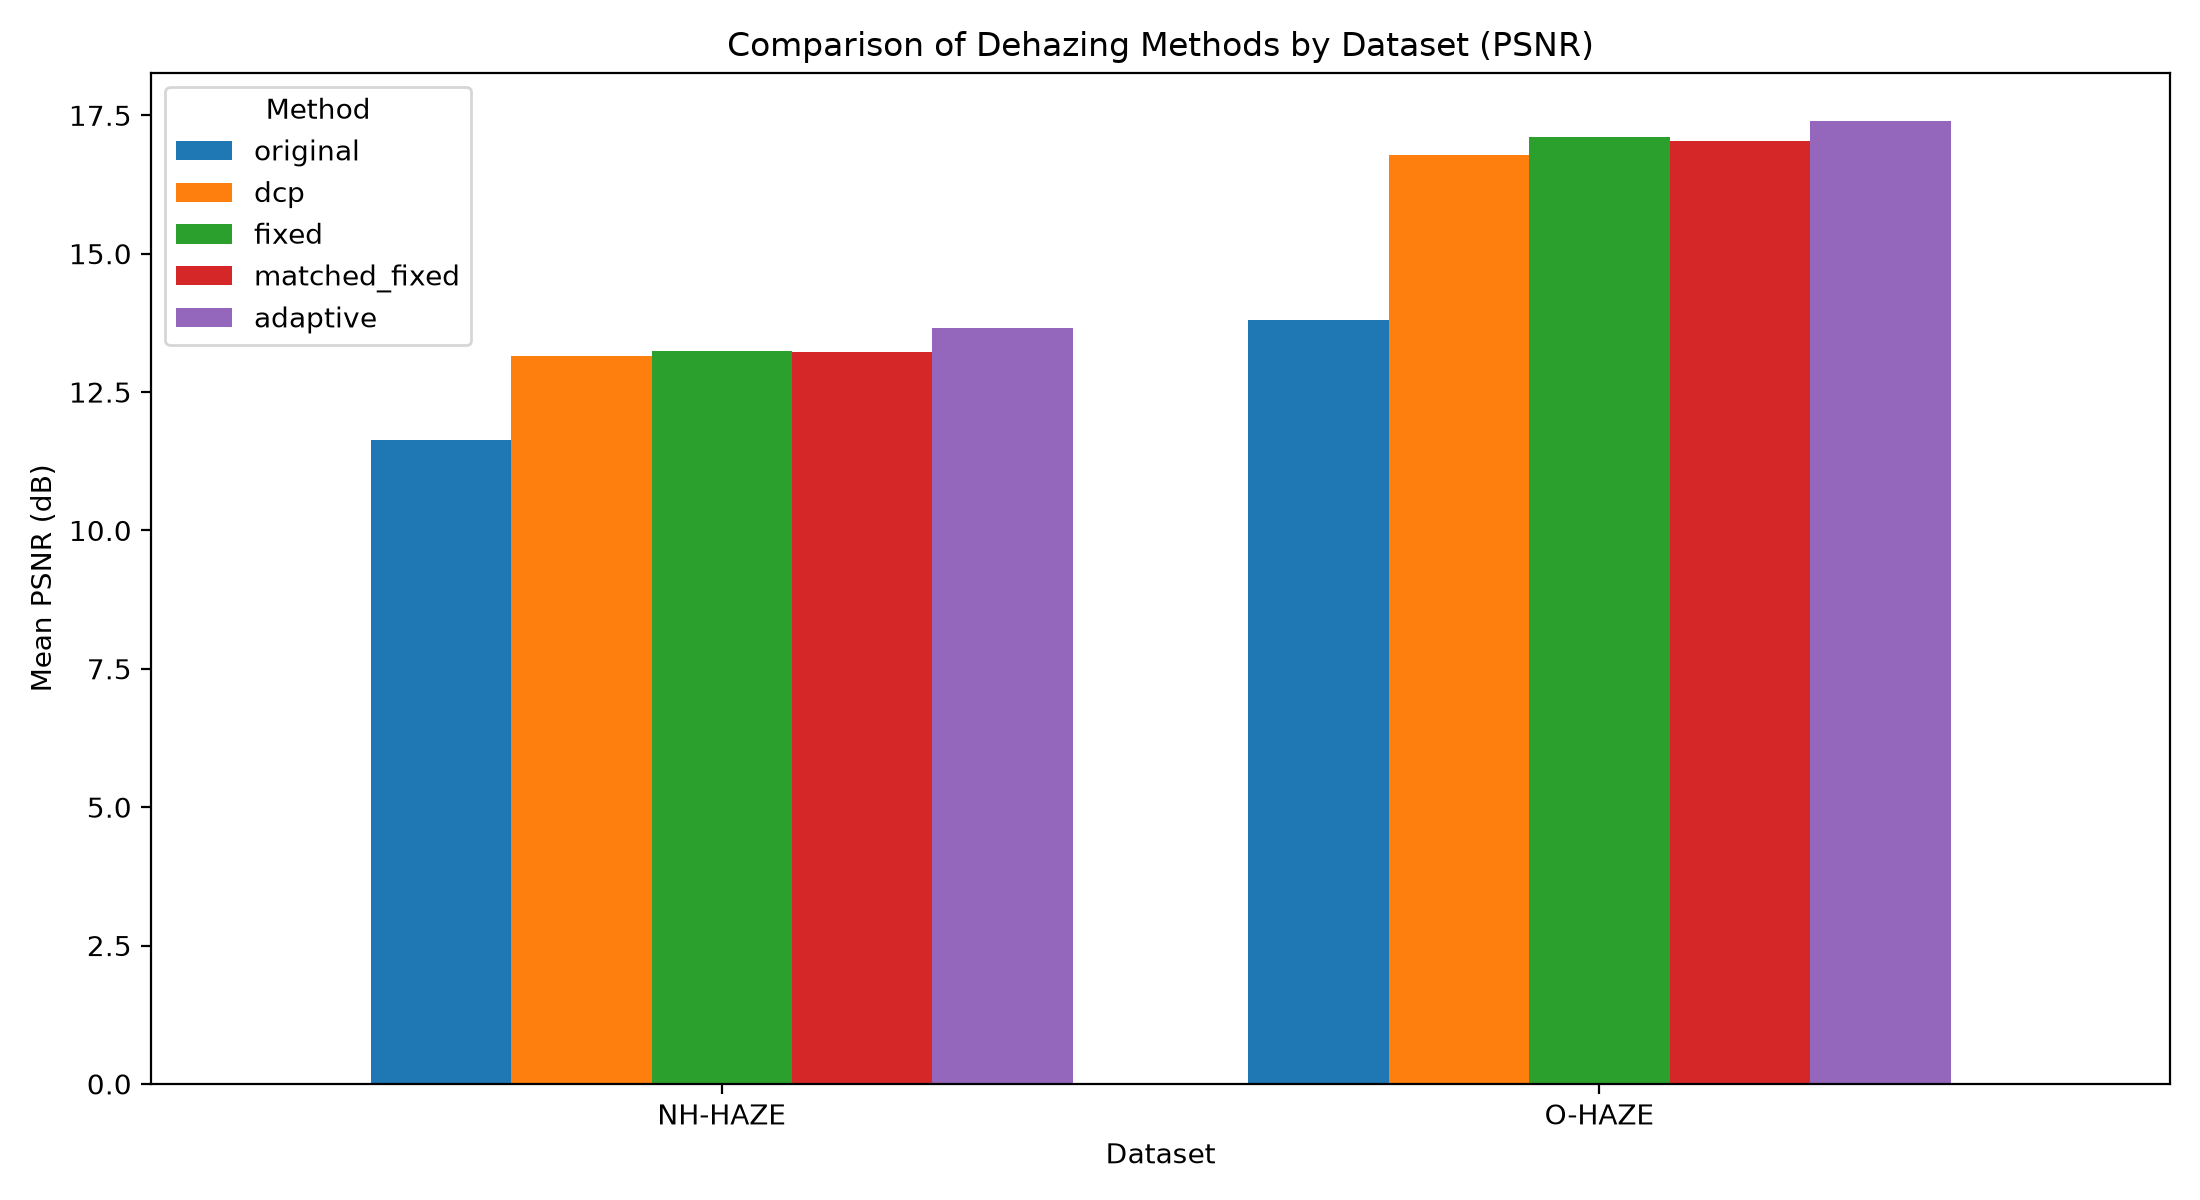 Comparison of Dehazing Methods by Dataset (PSNR)
Method
original
dcp
fixed
matched_fixed
adaptive
17.5
15.0
12.5
10.0
7.5
5.0
2.5
0.0
Mean PSNR (dB)
NH-HAZE
O-HAZE
Dataset